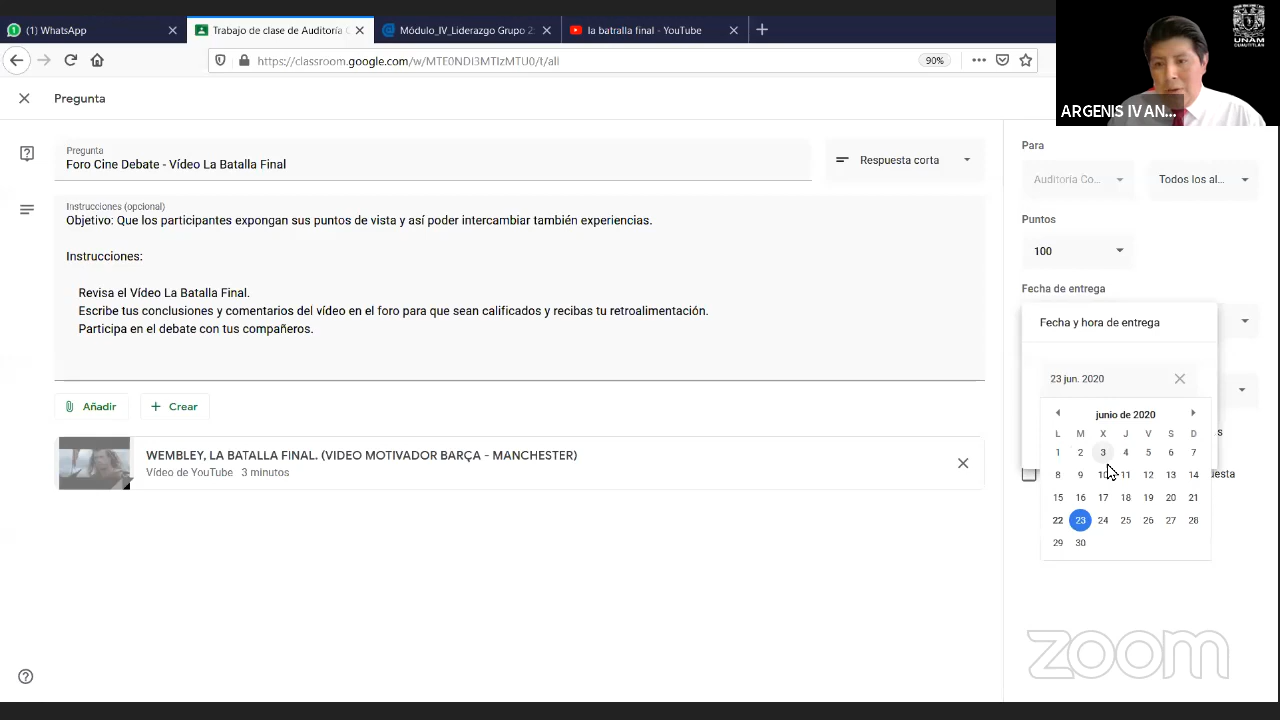 (1) WhatsApp
Trabajo de clase de Auditoría
Módulo_IV_Liderazgo Grupo 2
la batralla final - YouTube
https://classroom.google.com/w/MTE0NDI3MTIzMTU0/t/all
90%
UNAM
CUAUTITLÁN
ARGENIS IVAN...
Pregunta
Pregunta
Foro Cine Debate - Vídeo La Batalla Final
Respuesta corta
Instrucciones (opcional)
Objetivo: Que los participantes expongan sus puntos de vista y así poder intercambiar también experiencias.
Instrucciones:
Revisa el Vídeo La Batalla Final.
Escribe tus conclusiones y comentarios del vídeo en el foro para que sean calificados y recibas tu retroalimentación.
Participa en el debate con tus compañeros.
Añadir
Crear
WEMBLEY, LA BATALLA FINAL. (VIDEO MOTIVADOR BARÇA - MANCHESTER)
Vídeo de YouTube 3 minutos
Para
Auditoría Co...
Todos los al...
Puntos
100
Fecha de entrega
Fecha y hora de entrega
23 jun. 2020
junio de 2020
L M X J V S D
1 2 3 4 5 6 7
8 9 10 11 12 13 14
15 16 17 18 19 20 21
22 23 24 25 26 27 28
29 30
s
uesta
zoom